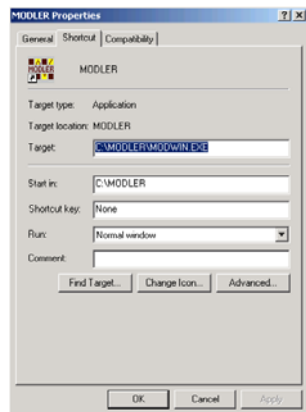 MODLER Properties
General Shortcut Compatibility
MODLER
MODLER
Target type: Application
Target location: MODLER
Target: C:\MODLER\MODWIN.EXE
Start in: C:\MODLER
Shortcut key: None
Run: Normal window
Comment:
Find Target... Change Icon... Advanced...
OK Cancel Apply